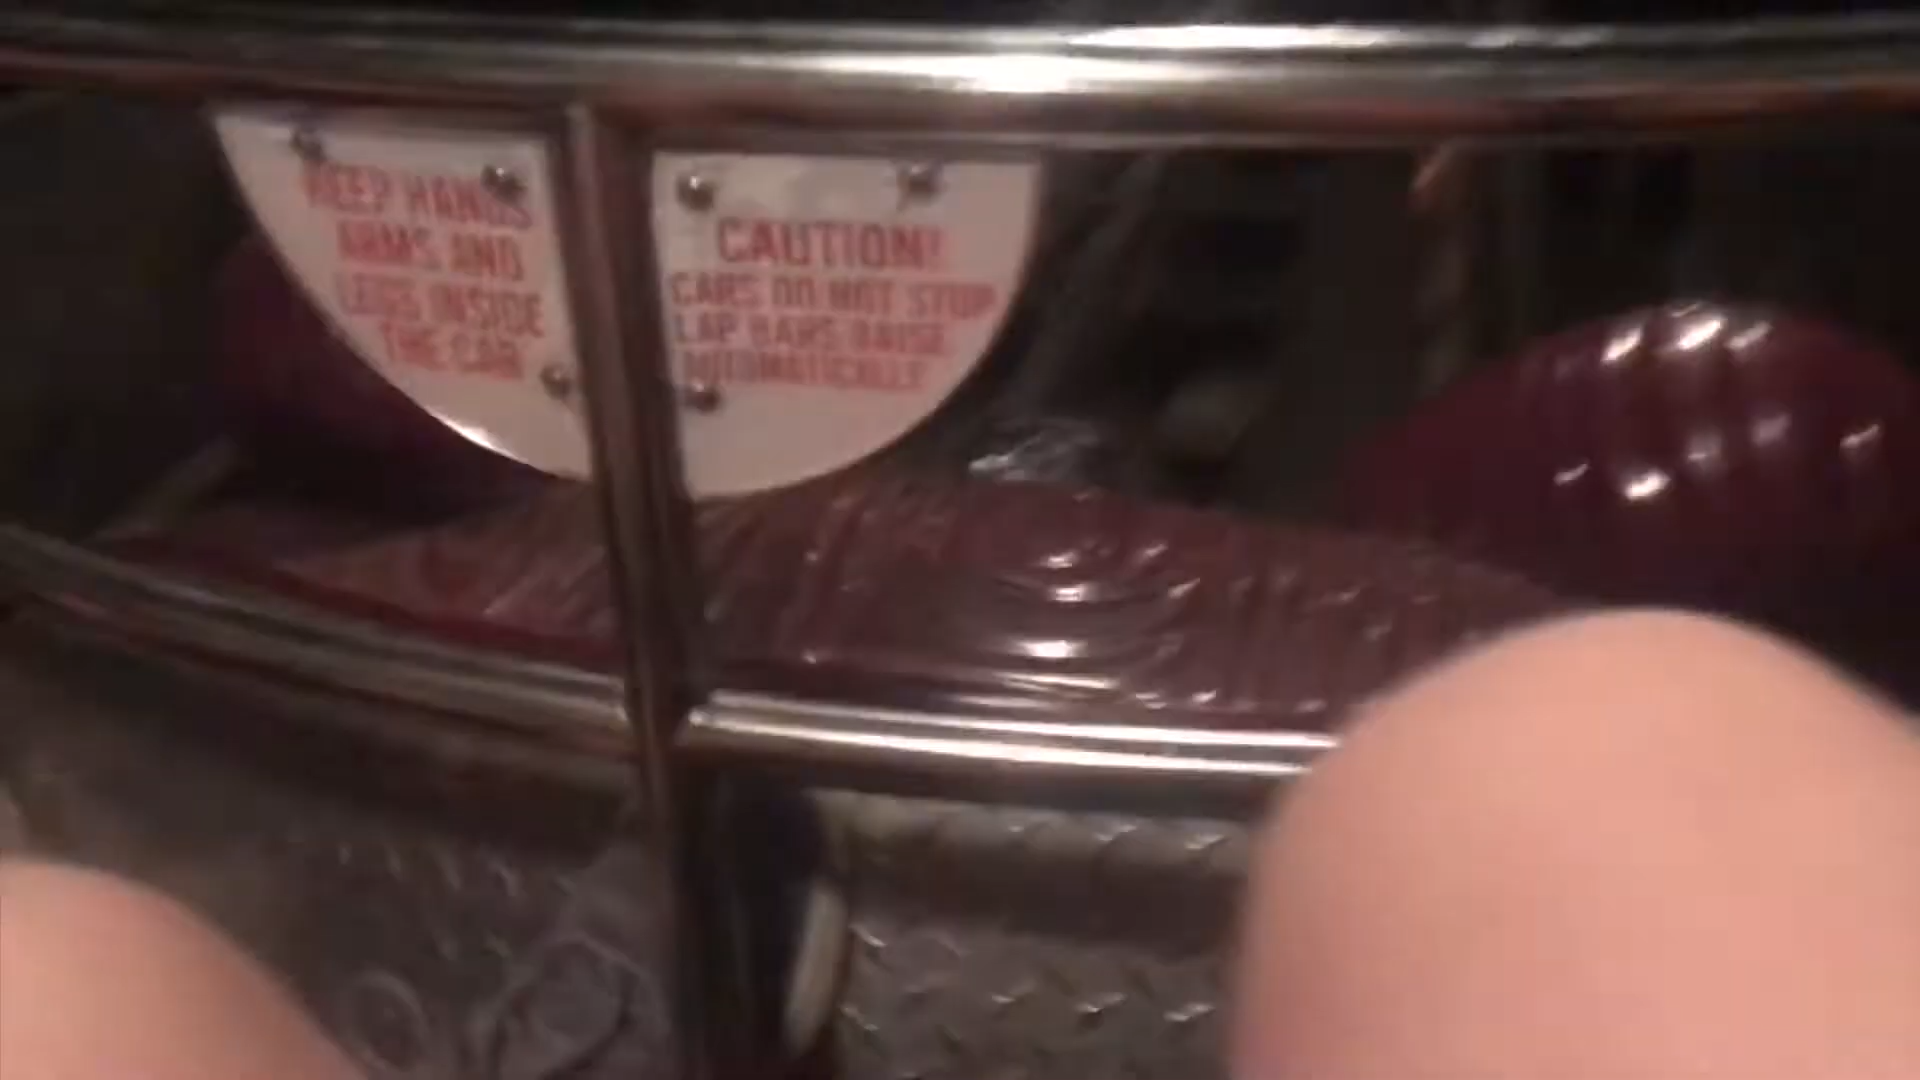 KEEP HANDS
ARMS AND
LEGS INSIDE
THE CAR
CAUTION!
CARS DO NOT STOP
LAP BARS RAISE
AUTOMATICALLY